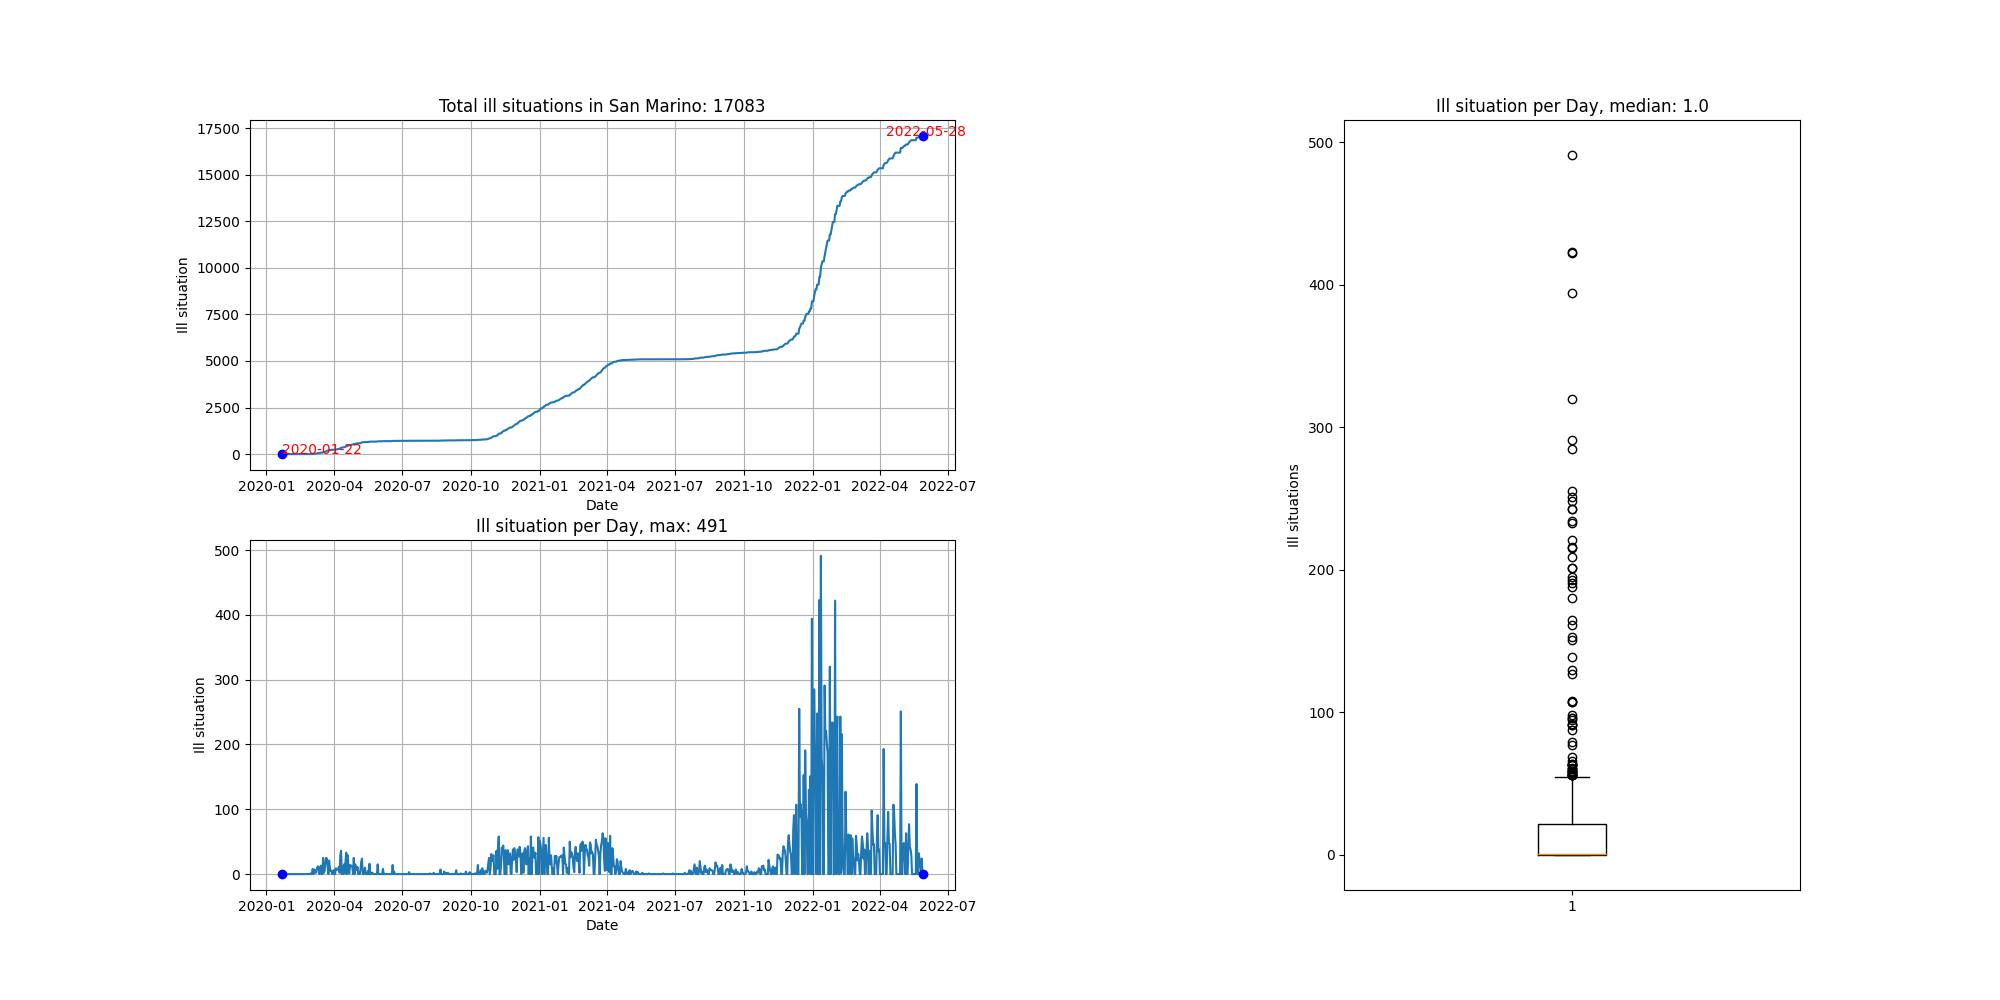 Total ill situations in San Marino: 17083
17500
15000
12500
10000
7500
5000
2500
0
Ill situation
2020-01-22
2022-05-28
2020-01 2020-04 2020-07 2020-10 2021-01 2021-04 2021-07 2021-10 2022-01 2022-04 2022-07
Date
Ill situation per Day, max: 491
500
400
300
200
100
0
Ill situation
2020-01 2020-04 2020-07 2020-10 2021-01 2021-04 2021-07 2021-10 2022-01 2022-04 2022-07
Date
Ill situation per Day, median: 1.0
500
400
300
200
100
0
Ill situations
1